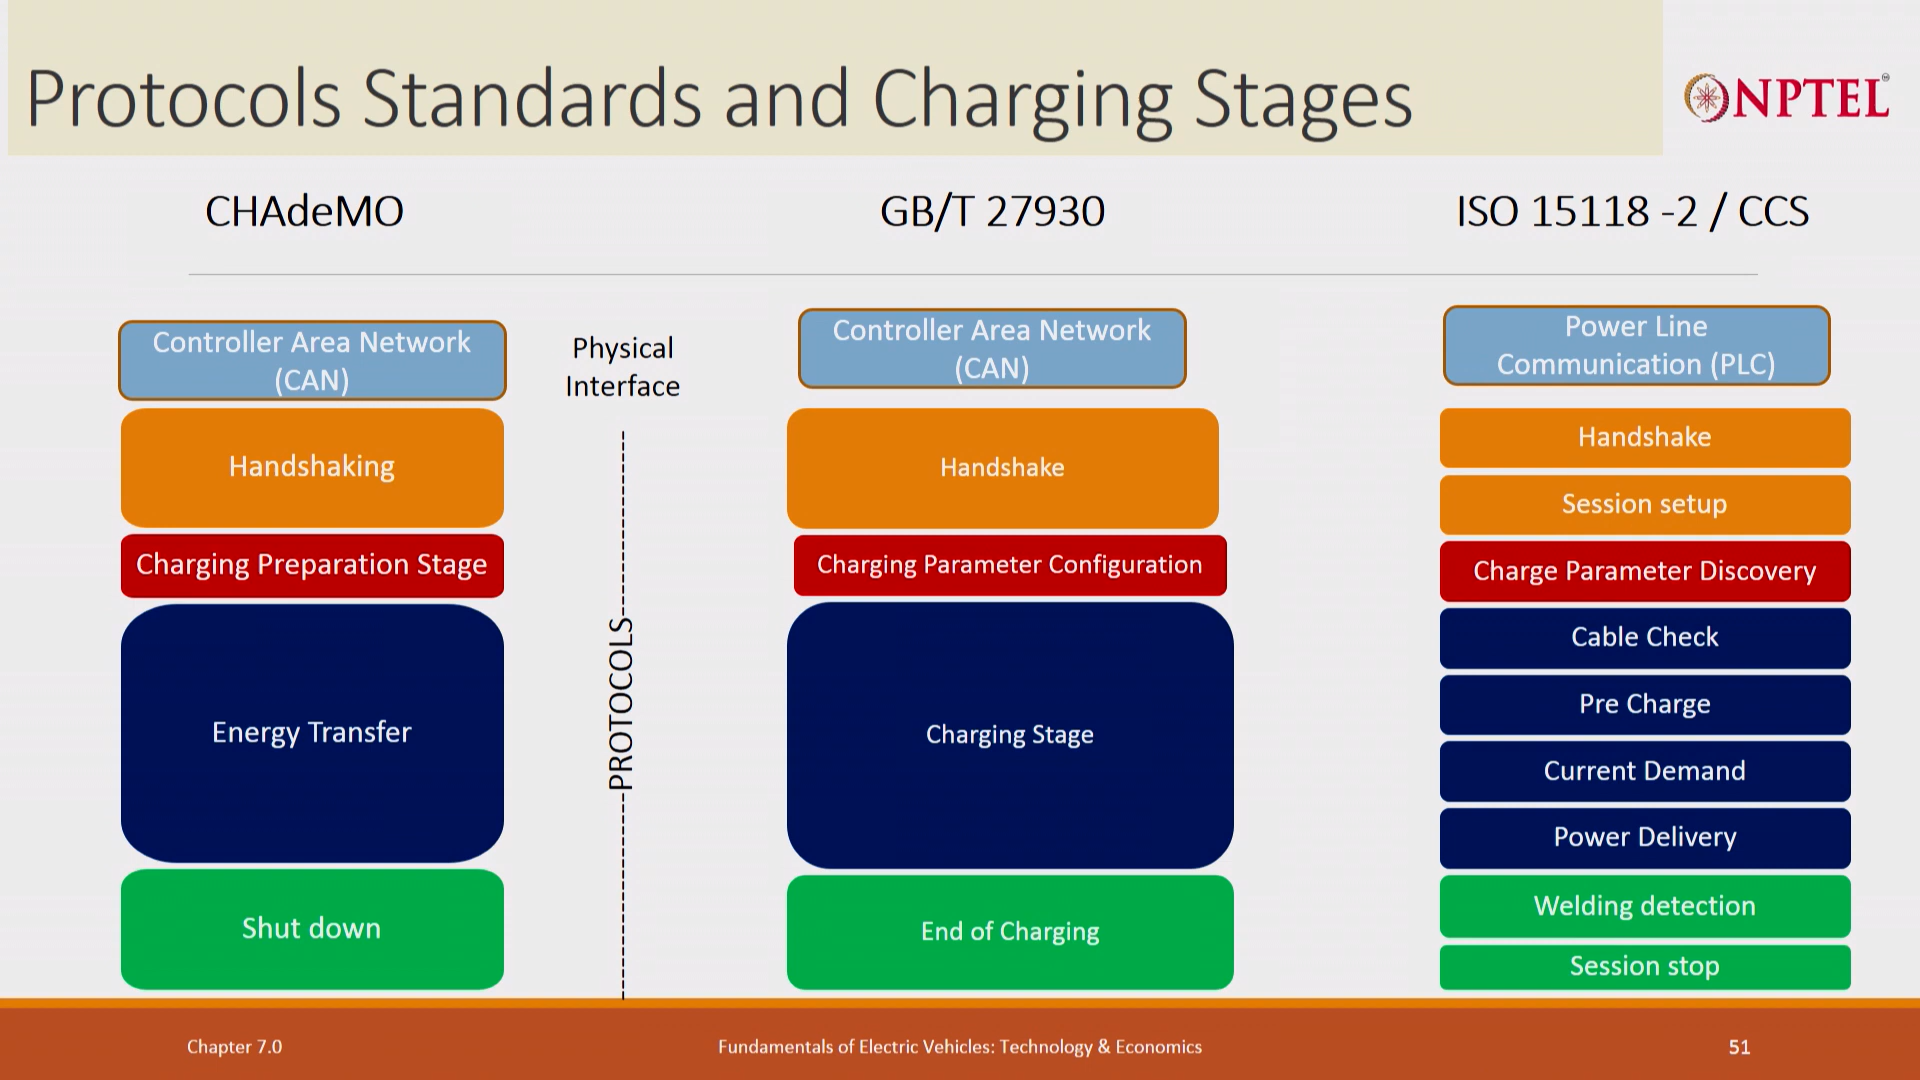 Protocols Standards and Charging Stages
NPTEL
CHAdeMO
GB/T 27930
ISO 15118 -2 / CCS
Controller Area Network
(CAN)
Handshaking
Charging Preparation Stage
Energy Transfer
Shut down
Physical
Interface
PROTOCOLS
Controller Area Network
(CAN)
Handshake
Charging Parameter Configuration
Charging Stage
End of Charging
Power Line
Communication (PLC)
Handshake
Session setup
Charge Parameter Discovery
Cable Check
Pre Charge
Current Demand
Power Delivery
Welding detection
Session stop
Chapter 7.0
Fundamentals of Electric Vehicles: Technology & Economics
51